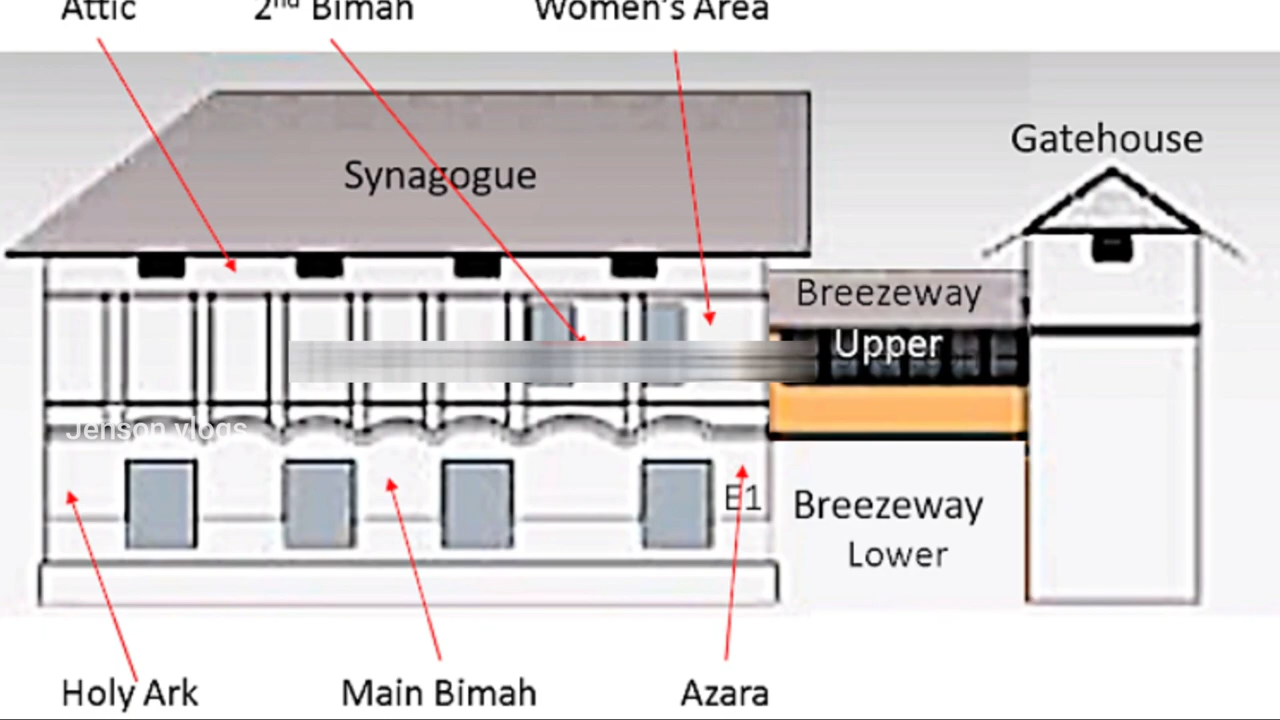 Attic 2nd Bimah Women's Area
Gatehouse
Synagogue
Breezeway
Upper
Jenson vlogs
E1
Breezeway
Lower
Holy Ark Main Bimah Azara